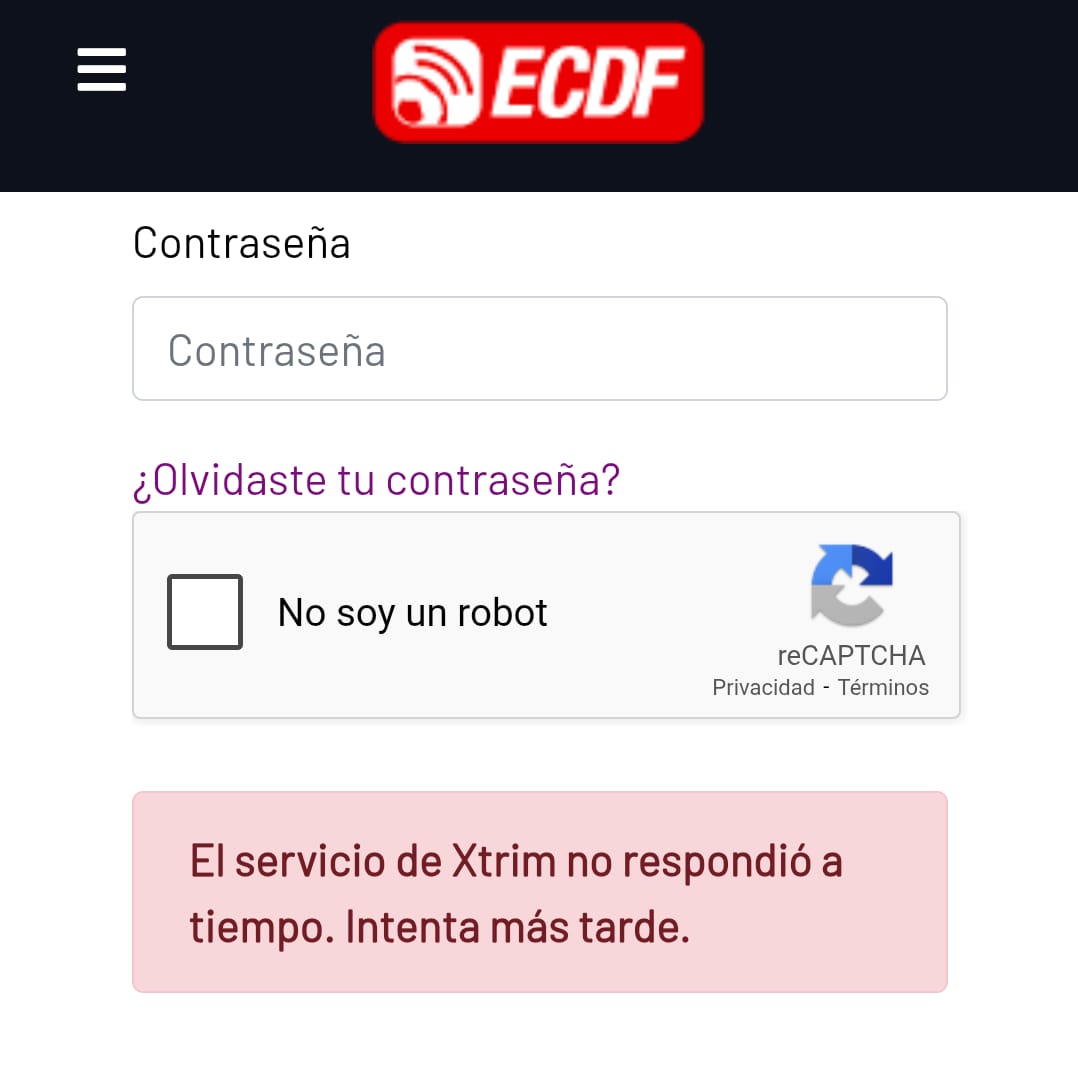 ECDF
Contraseña
Contraseña
¿Olvidaste tu contraseña?
No soy un robot
reCAPTCHA
Privacidad - Términos
El servicio de Xtrim no respondió a
tiempo. Intenta más tarde.